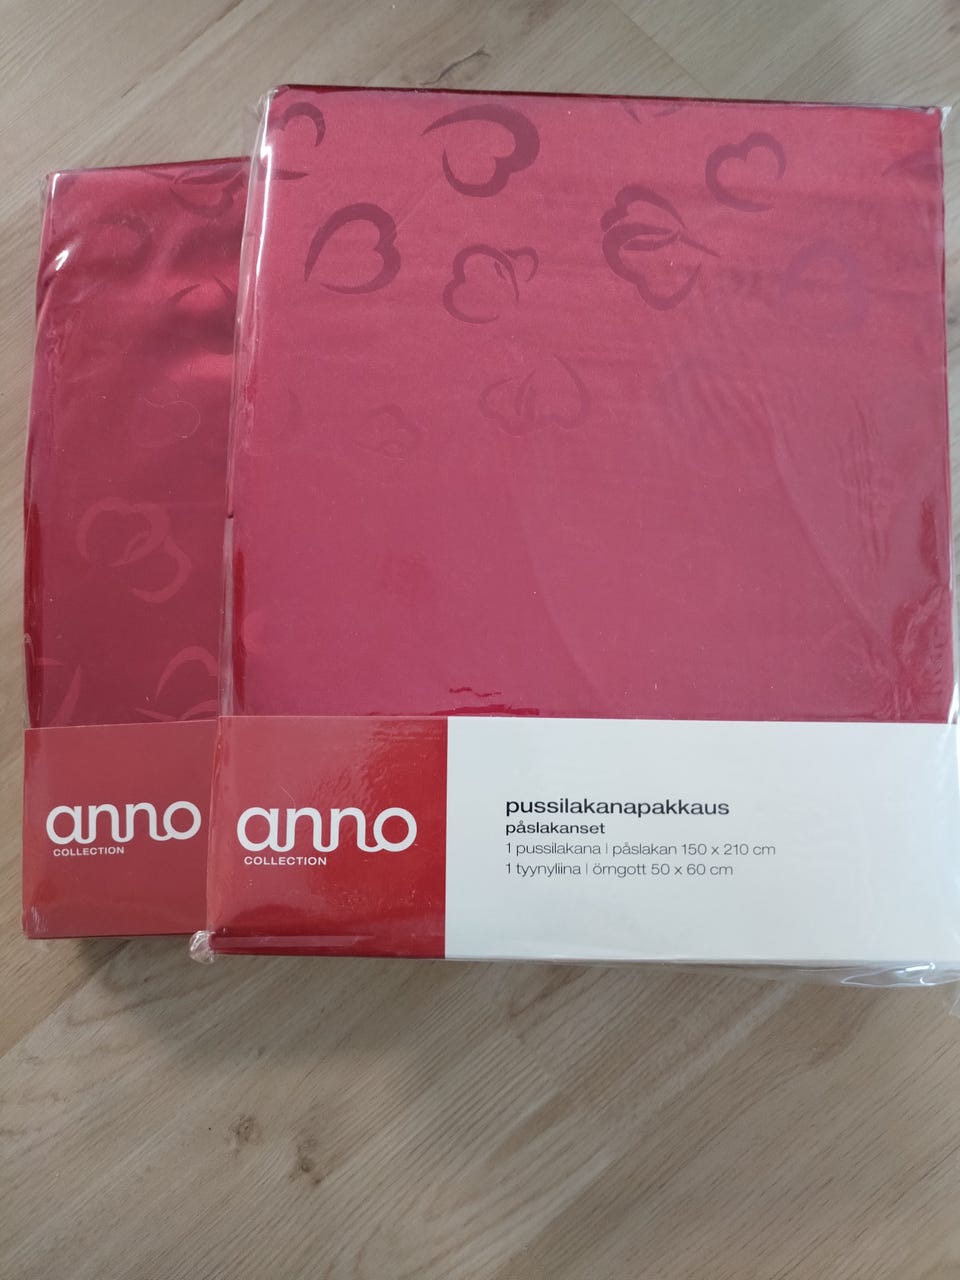 anno
COLLECTION
anno
COLLECTION
pussilakanapakkaus
påslakanset
1 pussilakana | påslakan 150 x 210 cm
1 tyynyliina | örngott 50 x 60 cm